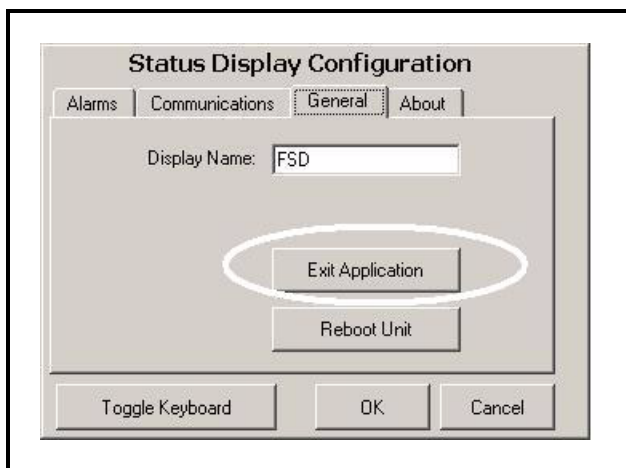 Status Display Configuration
Alarms Communications General About
Display Name: FSD
Exit Application
Reboot Unit
Toggle Keyboard OK Cancel